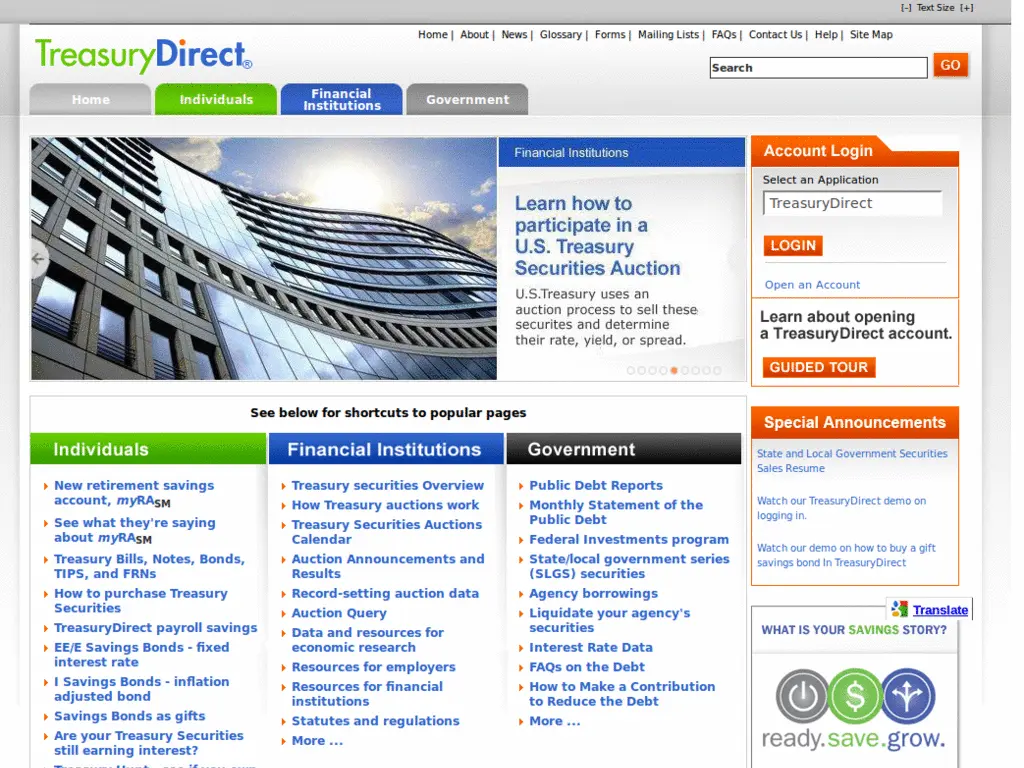 [-] Text Size [+]
TreasuryDirect®
Home | About | News | Glossary | Forms | Mailing Lists | FAQs | Contact Us | Help | Site Map
Search
GO
Home
Individuals
Financial
Institutions
Government
Financial Institutions
Learn how to
participate in a
U.S. Treasury
Securities Auction
U.S.Treasury uses an
auction process to sell these
securites and determine
their rate, yield, or spread.
Account Login
Select an Application
TreasuryDirect
LOGIN
Open an Account
Learn about opening
a TreasuryDirect account.
GUIDED TOUR
See below for shortcuts to popular pages
Individuals
New retirement savings
account, myRASM
See what they're saying
about myRASM
Treasury Bills, Notes, Bonds,
TIPS, and FRNs
How to purchase Treasury
Securities
TreasuryDirect payroll savings
EE/E Savings Bonds - fixed
interest rate
I Savings Bonds - inflation
adjusted bond
Savings Bonds as gifts
Are your Treasury Securities
still earning interest?
Financial Institutions
Treasury securities Overview
How Treasury auctions work
Treasury Securities Auctions
Calendar
Auction Announcements and
Results
Record-setting auction data
Auction Query
Data and resources for
economic research
Resources for employers
Resources for financial
institutions
Statutes and regulations
More ...
Government
Public Debt Reports
Monthly Statement of the
Public Debt
Federal Investments program
State/local government series
(SLGS) securities
Agency borrowings
Liquidate your agency's
securities
Interest Rate Data
FAQs on the Debt
How to Make a Contribution
to Reduce the Debt
More ...
Special Announcements
State and Local Government Securities
Sales Resume
Watch our TreasuryDirect demo on
logging in.
Watch our demo on how to buy a gift
savings bond In TreasuryDirect
Translate
WHAT IS YOUR SAVINGS STORY?
$
ready.save.grow.